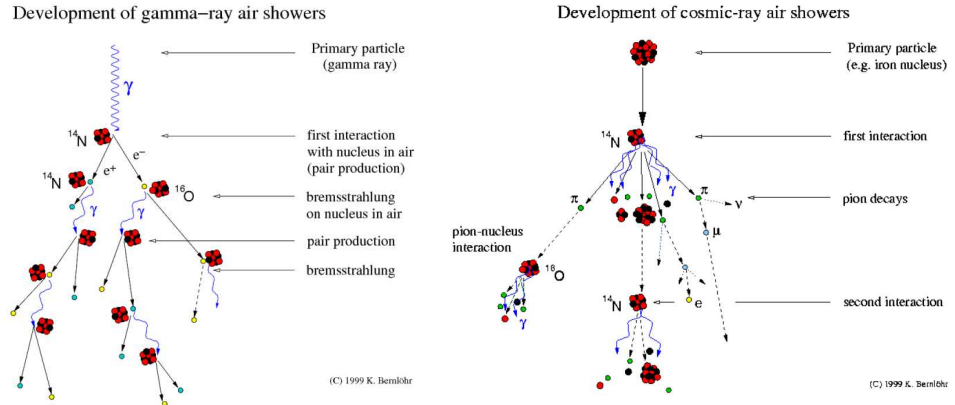 Development of gamma−ray air showers
Primary particle
(gamma ray)
γ
14N
first interaction
with nucleus in air
(pair production)
e−
e+
14N
16O
bremsstrahlung
on nucleus in air
γ
γ
pair production
bremsstrahlung
(C) 1999 K. Bernlöhr
Development of cosmic-ray air showers
Primary particle
(e.g. iron nucleus)
14N
first interaction
π
γ
π
ν
pion decays
μ
pion-nucleus
interaction
16O
14N
e
second interaction
γ
γ
(C) 1999 K. Bernlöhr